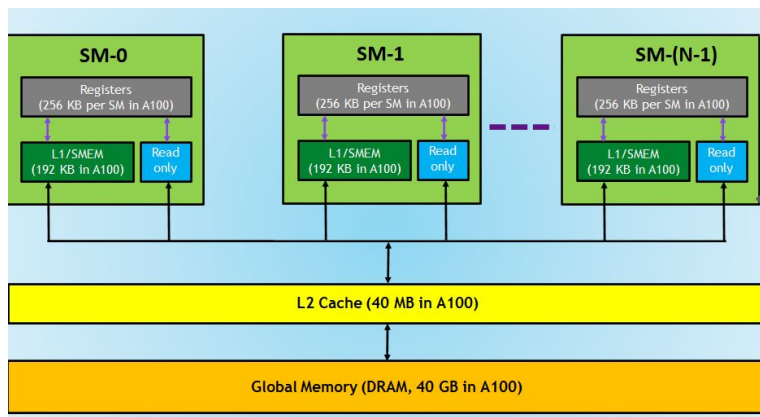 SM-0
Registers
(256 KB per SM in A100)
L1/SMEM
(192 KB in A100)
Read
only
SM-1
Registers
(256 KB per SM in A100)
L1/SMEM
(192 KB in A100)
Read
only
SM-(N-1)
Registers
(256 KB per SM in A100)
L1/SMEM
(192 KB in A100)
Read
only
L2 Cache (40 MB in A100)
Global Memory (DRAM, 40 GB in A100)